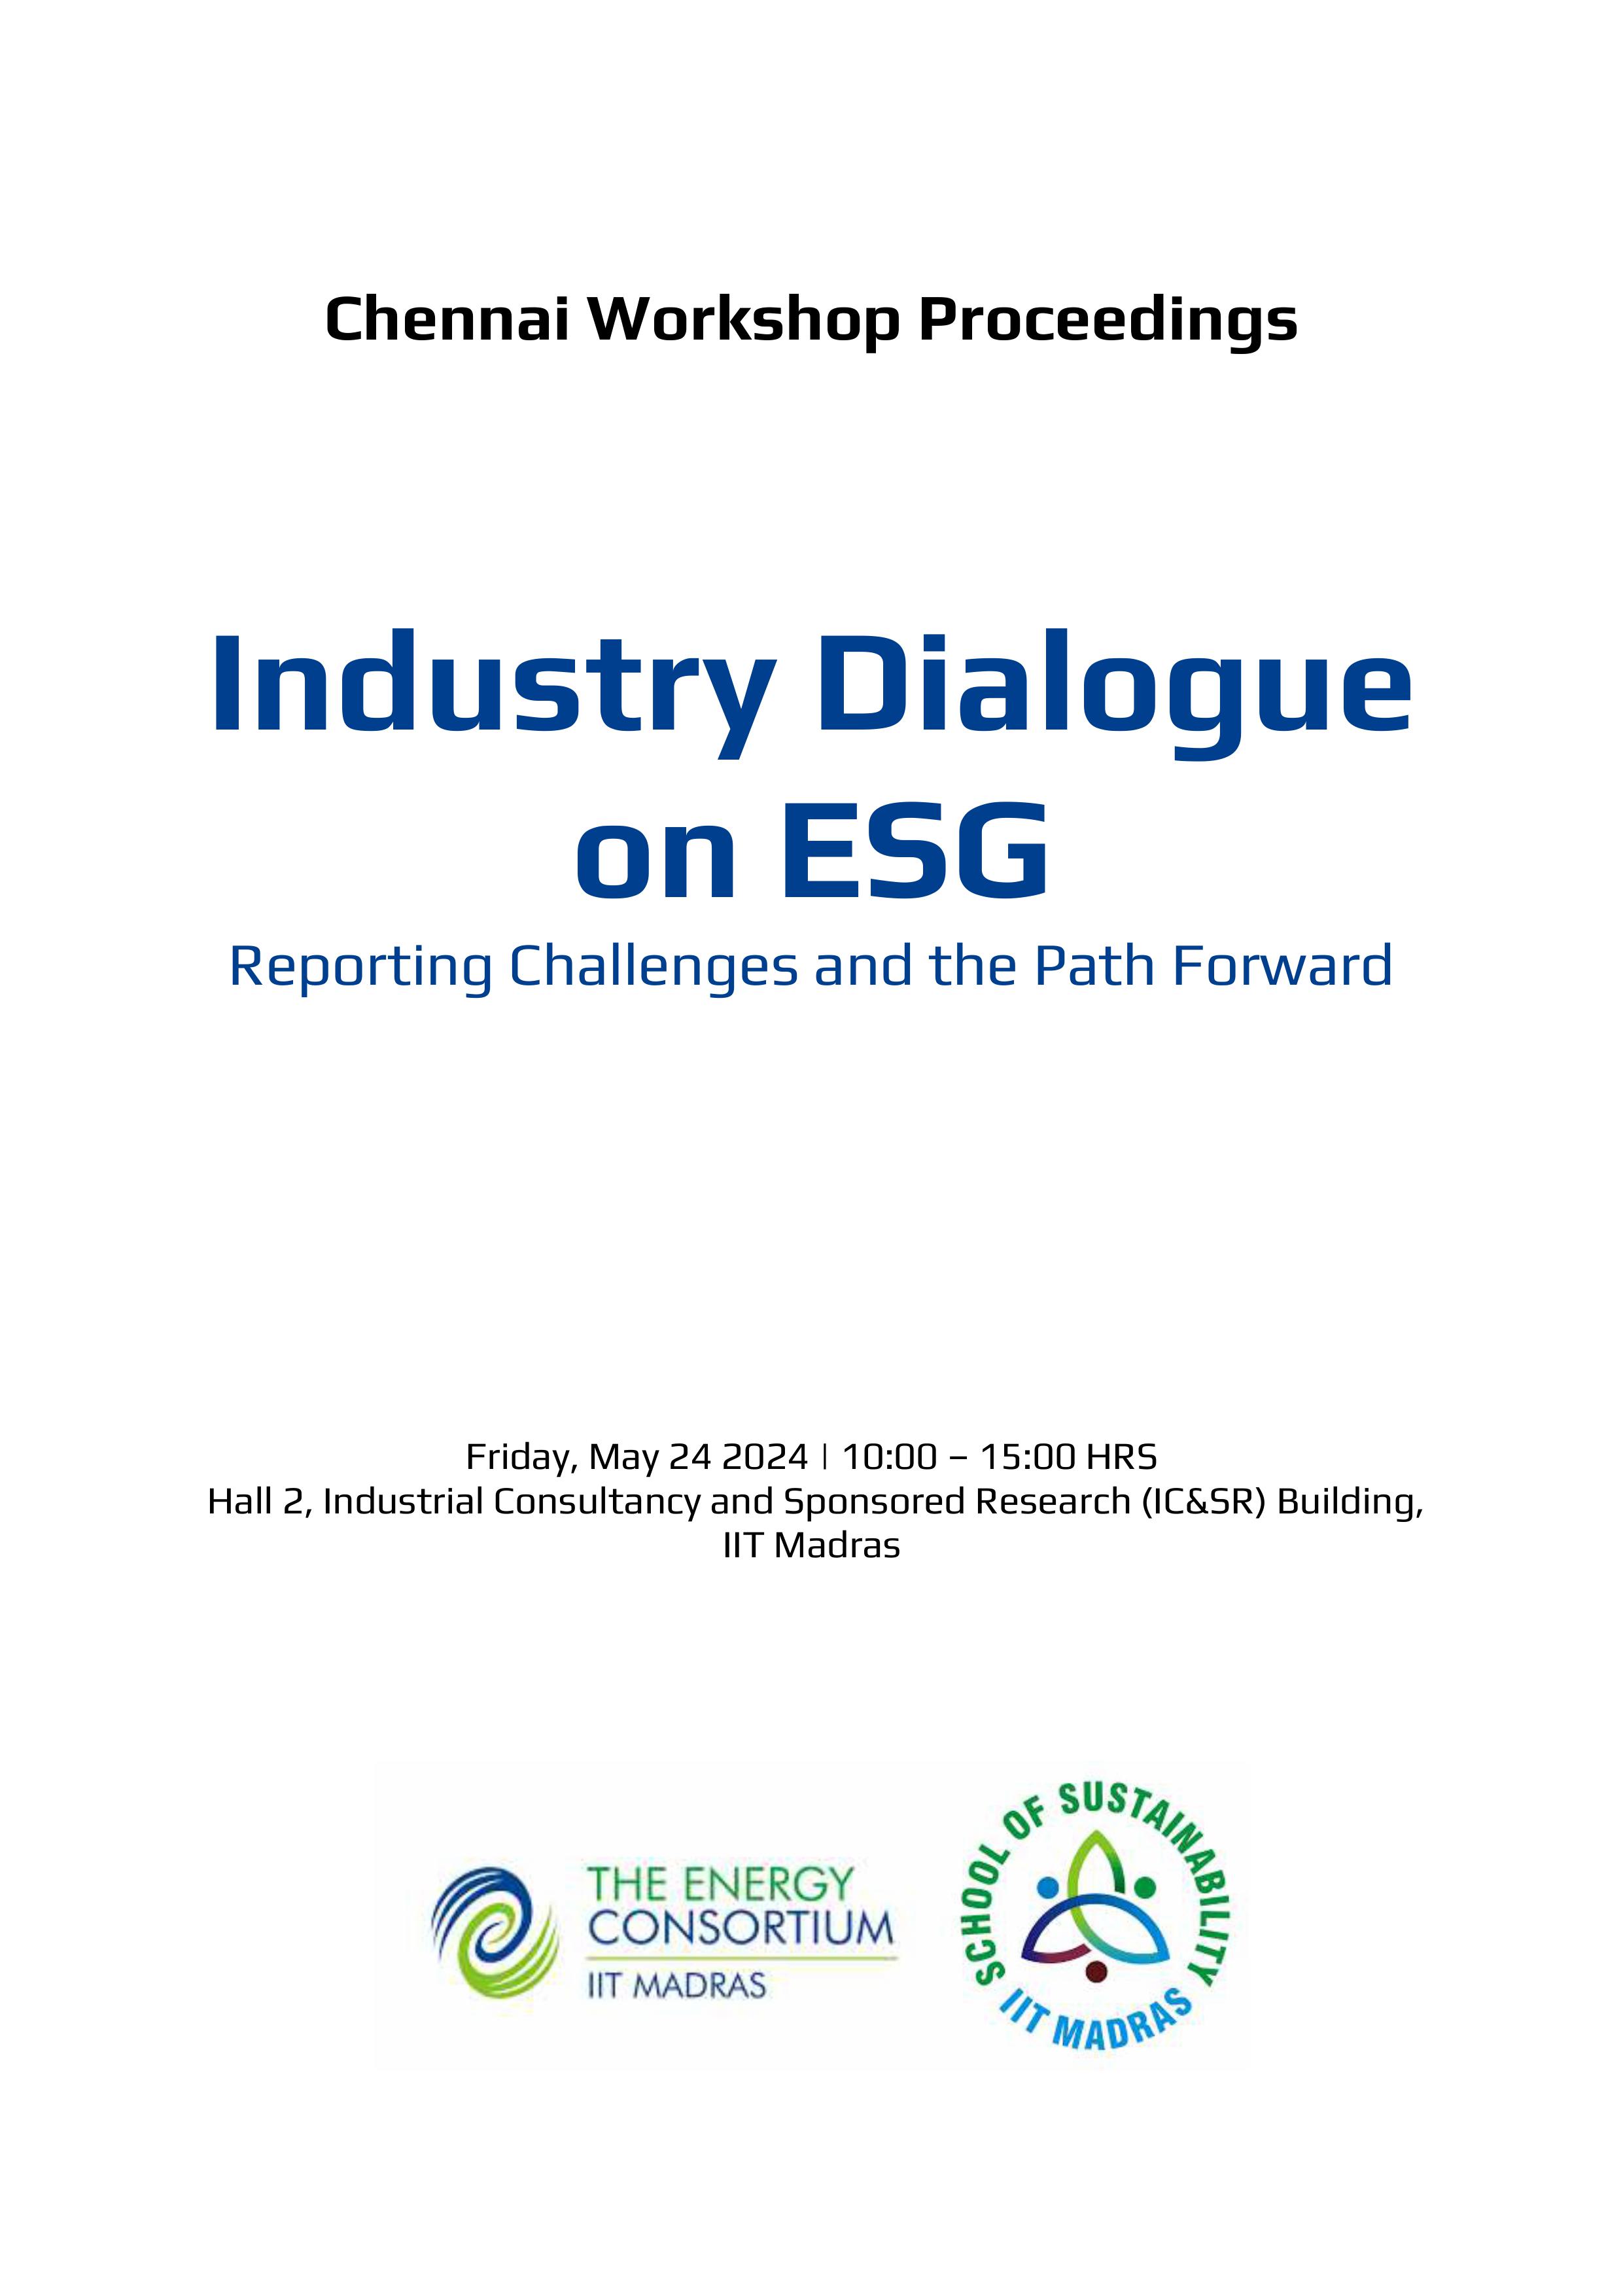 Chennai Workshop Proceedings
Industry Dialogue
on ESG
Reporting Challenges and the Path Forward
Friday, May 24 2024 | 10:00 – 15:00 HRS
Hall 2, Industrial Consultancy and Sponsored Research (IC&SR) Building,
IIT Madras
THE ENERGY
CONSORTIUM
IIT MADRAS
SCHOOL OF SUSTAINABILITY
IIT MADRAS